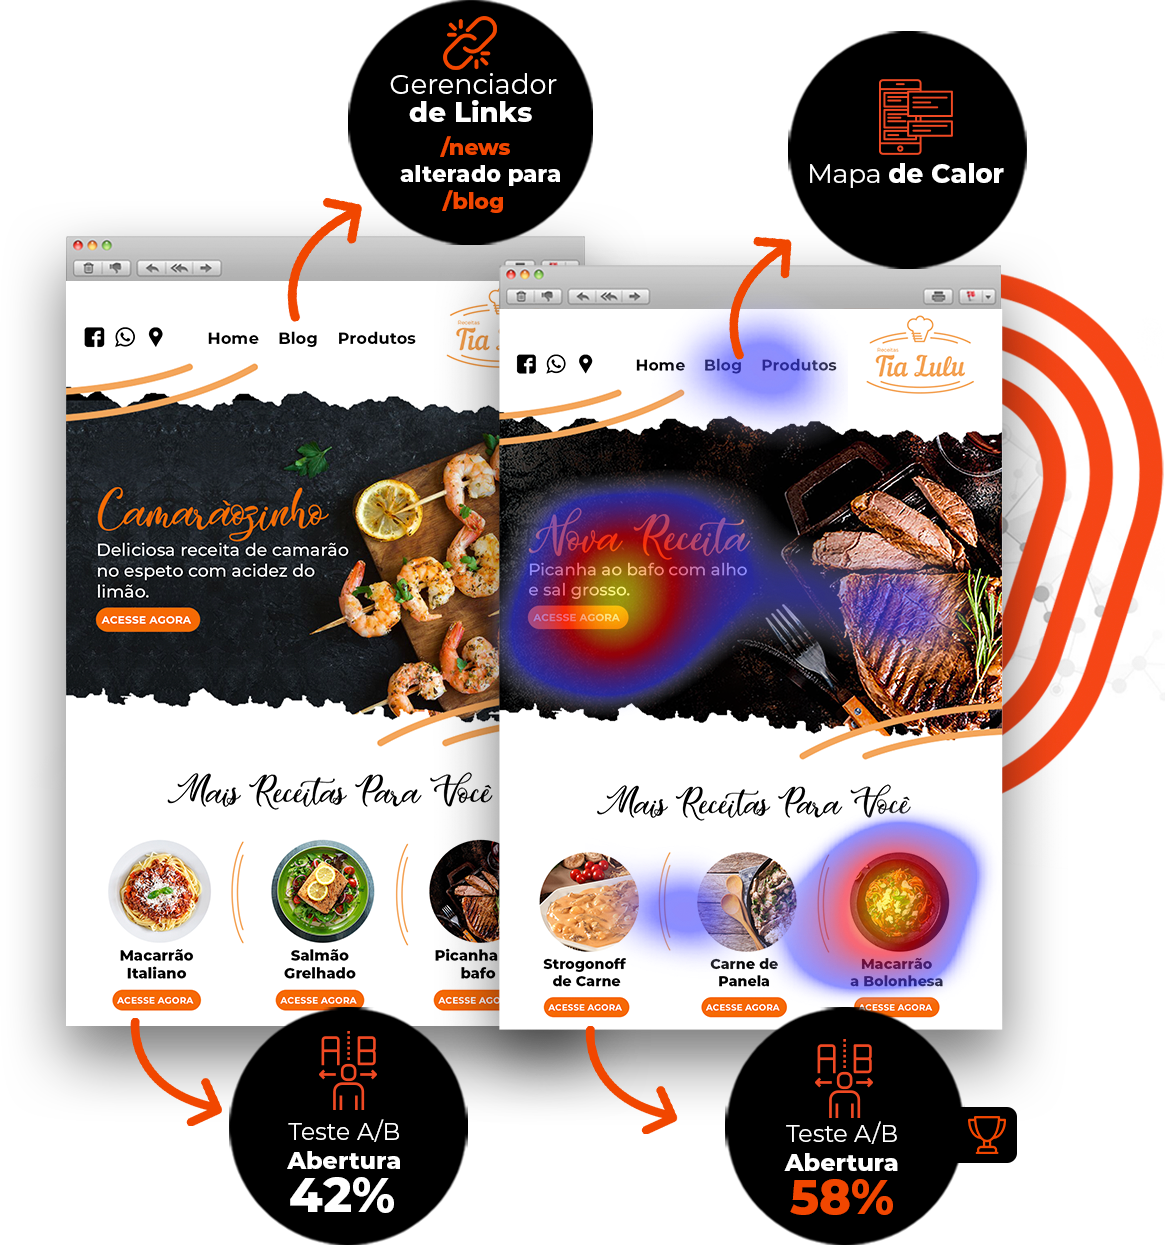 Gerenciador
de Links
/news
alterado para
/blog
Mapa de Calor
Home Blog Produtos
Receitas
Tia
Camarãozinho
Deliciosa receita de camarão
no espeto com acidez do
limão.
ACESSE AGORA
Mais Receitas Para Você
Macarrão
Italiano
ACESSE AGORA
Salmão
Grelhado
ACESSE AGORA
Picanha
bafo
ACESSE AGO
Home Blog Produtos
Receitas
Tia Lulu
Nova Receita
Picanha ao bafo com alho
e sal grosso.
ACESSE AGORA
Mais Receitas Para Você
Strogonoff
de Carne
ACESSE AGORA
Carne de
Panela
ACESSE AGORA
Macarrão
a Bolonhesa
ACESSE AGORA
A B
Teste A/B
Abertura
42%
A B
Teste A/B
Abertura
58%